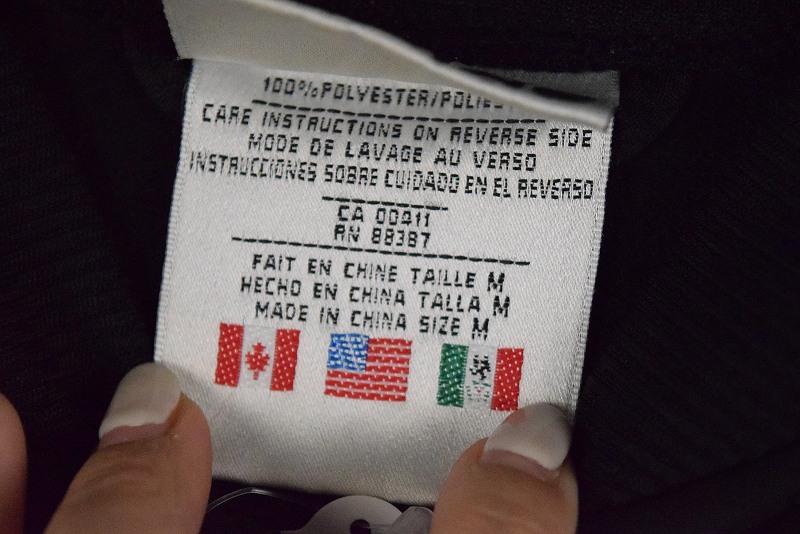 100% POLYESTER/POLIES
CARE INSTRUCTIONS ON REVERSE SIDE
MODE DE LAVAGE AU VERSO
INSTRUCCIONES SOBRE CUIDADO EN EL REVERSO
CA 00411
RN 88387
FAIT EN CHINE TAILLE M
HECHO EN CHINA TALLA M
MADE IN CHINA SIZE M